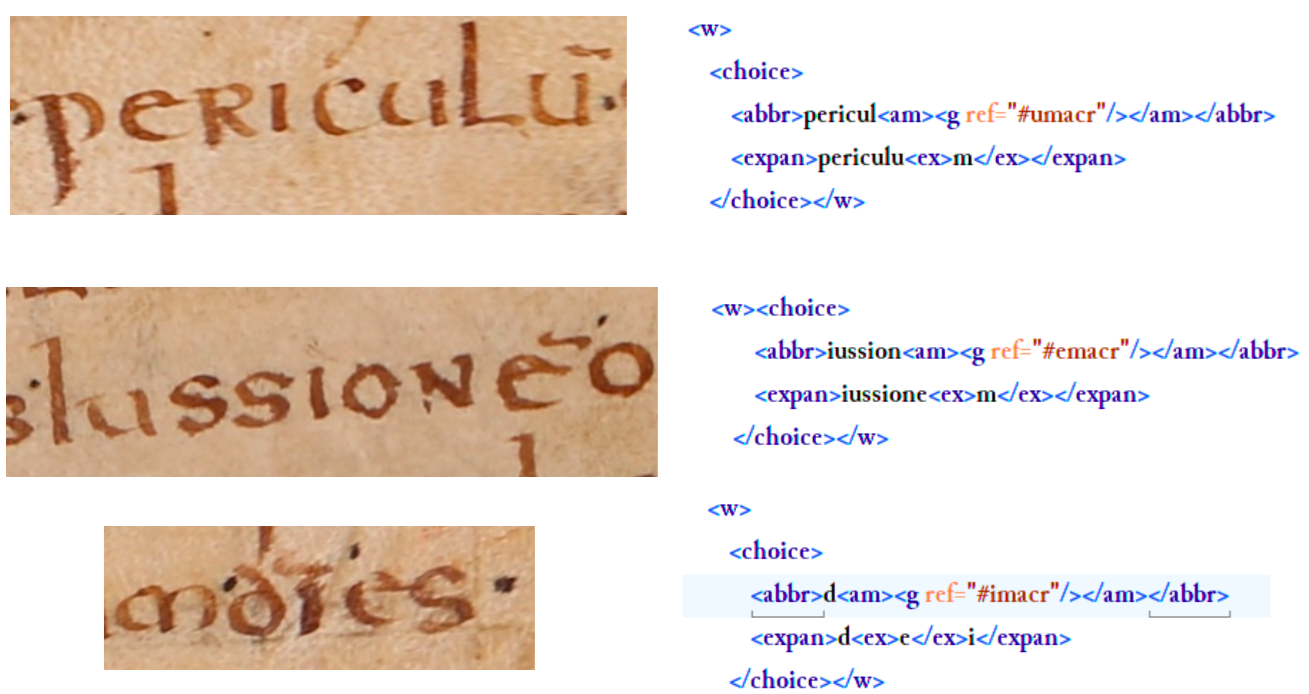 periculū
<w>
<choice>
<abbr>pericul<am><g ref="#umacr"/></am></abbr>
<expan>periculu<ex>m</ex></expan>
</choice></w>
iussionē o
<w><choice>
<abbr>iussion<am><g ref="#emacr"/></am></abbr>
<expan>iussione<ex>m</ex></expan>
</choice></w>
dī es
<w>
<choice>
<abbr>d<am><g ref="#imacr"/></am></abbr>
<expan>d<ex>e</ex>i</expan>
</choice></w>